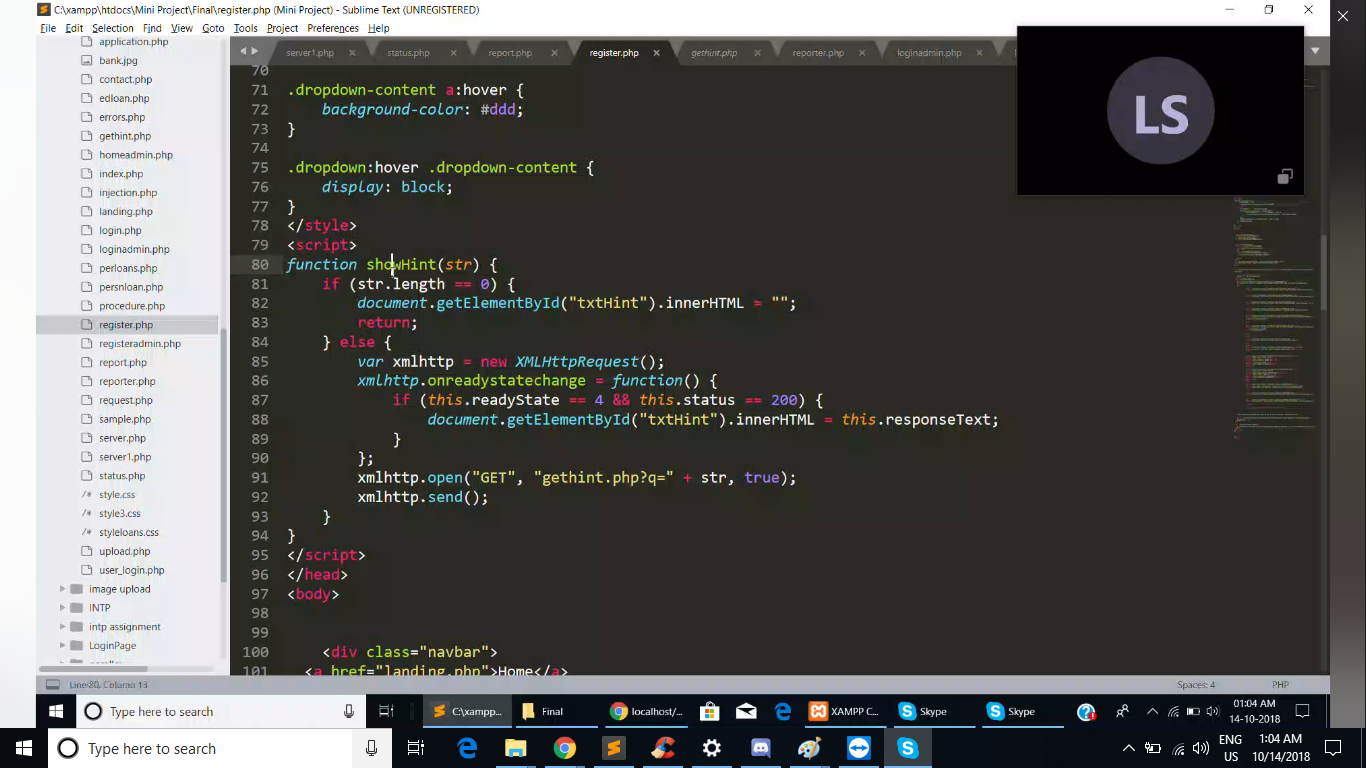 C:\xampp\htdocs\Mini Project\Final\register.php (Mini Project) - Sublime Text (UNREGISTERED)
File Edit Selection Find View Goto Tools Project Preferences Help
server1.php status.php report.php register.php gethint.php reporter.php loginadmin.php
application.php
bank.jpg
contact.php
edloan.php
errors.php
gethint.php
homeadmin.php
index.php
injection.php
landing.php
login.php
loginadmin.php
perloans.php
persnloan.php
procedure.php
register.php
registeradmin.php
report.php
reporter.php
request.php
sample.php
server.php
server1.php
status.php
/* style.css
/* style3.css
/* styleloans.css
upload.php
user_login.php
image upload
INTP
intp assignment
LoginPage
70
71 .dropdown-content a:hover {
72 background-color: #ddd;
73 }
74
75 .dropdown:hover .dropdown-content {
76 display: block;
77 }
78 </style>
79 <script>
80 function showHint(str) {
81 if (str.length == 0) {
82 document.getElementById("txtHint").innerHTML = "";
83 return;
84 } else {
85 var xmlhttp = new XMLHttpRequest();
86 xmlhttp.onreadystatechange = function() {
87 if (this.readyState == 4 && this.status == 200) {
88 document.getElementById("txtHint").innerHTML = this.responseText;
89 }
90 };
91 xmlhttp.open("GET", "gethint.php?q=" + str, true);
92 xmlhttp.send();
93 }
94 }
95 </script>
96 </head>
97 <body>
98
99
100 <div class="navbar">
101 <a href="landing.php">Home</a>
LS
Line 80, Column 13 Spaces: 4 PHP
Type here to search C:\xampp... Final localhost/... XAMPP C... Skype Skype 01:04 AM
14-10-2018
Type here to search ENG 1:04 AM
US 10/14/2018